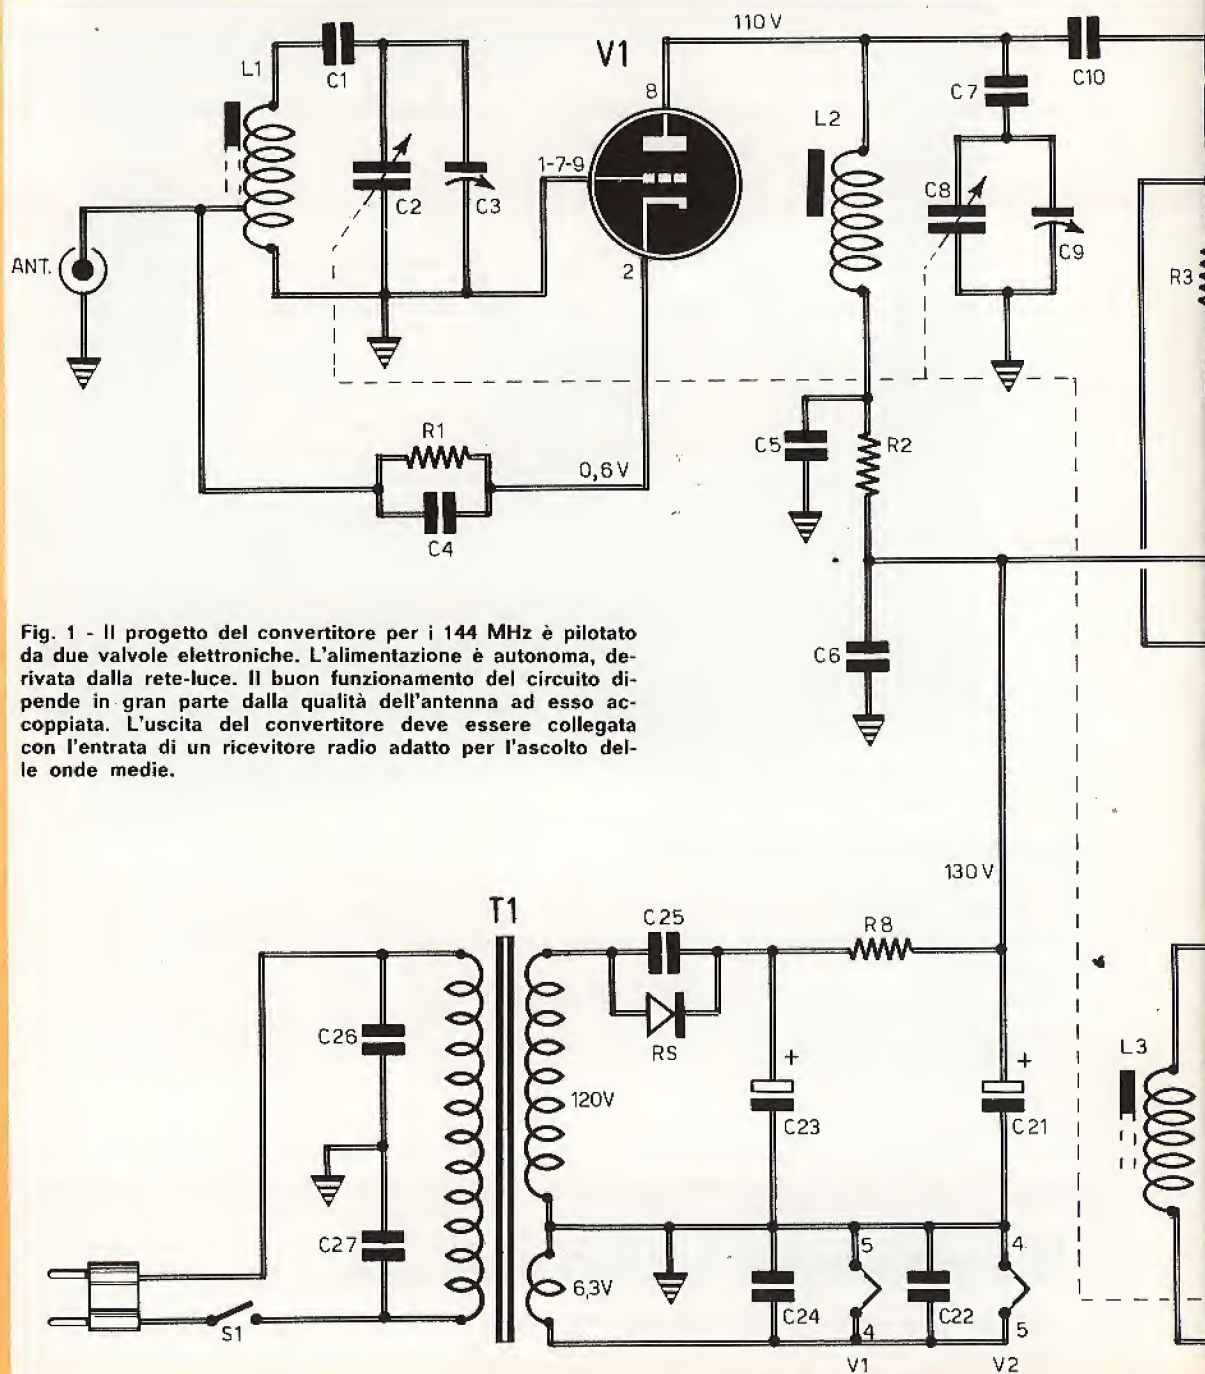 110 V
V1
C1
L1
C10
C7
8
L2
1-7-9
C2
C3
C8
C9
ANT.
2
R3
R1
C5
R2
0,6 V
C4
Fig. 1 - Il progetto del convertitore per i 144 MHz è pilotato
da due valvole elettroniche. L'alimentazione è autonoma, de-
rivata dalla rete-luce. Il buon funzionamento del circuito di-
pende in gran parte dalla qualità dell'antenna ad esso ac-
coppiata. L'uscita del convertitore deve essere collegata
con l'entrata di un ricevitore radio adatto per l'ascolto del-
le onde medie.
C6
130 V
T1
C25
R8
C26
RS
L3
+
+
120V
C23
C21
C27
5
4
6,3V
C24
C22
S1
4
5
V1
V2